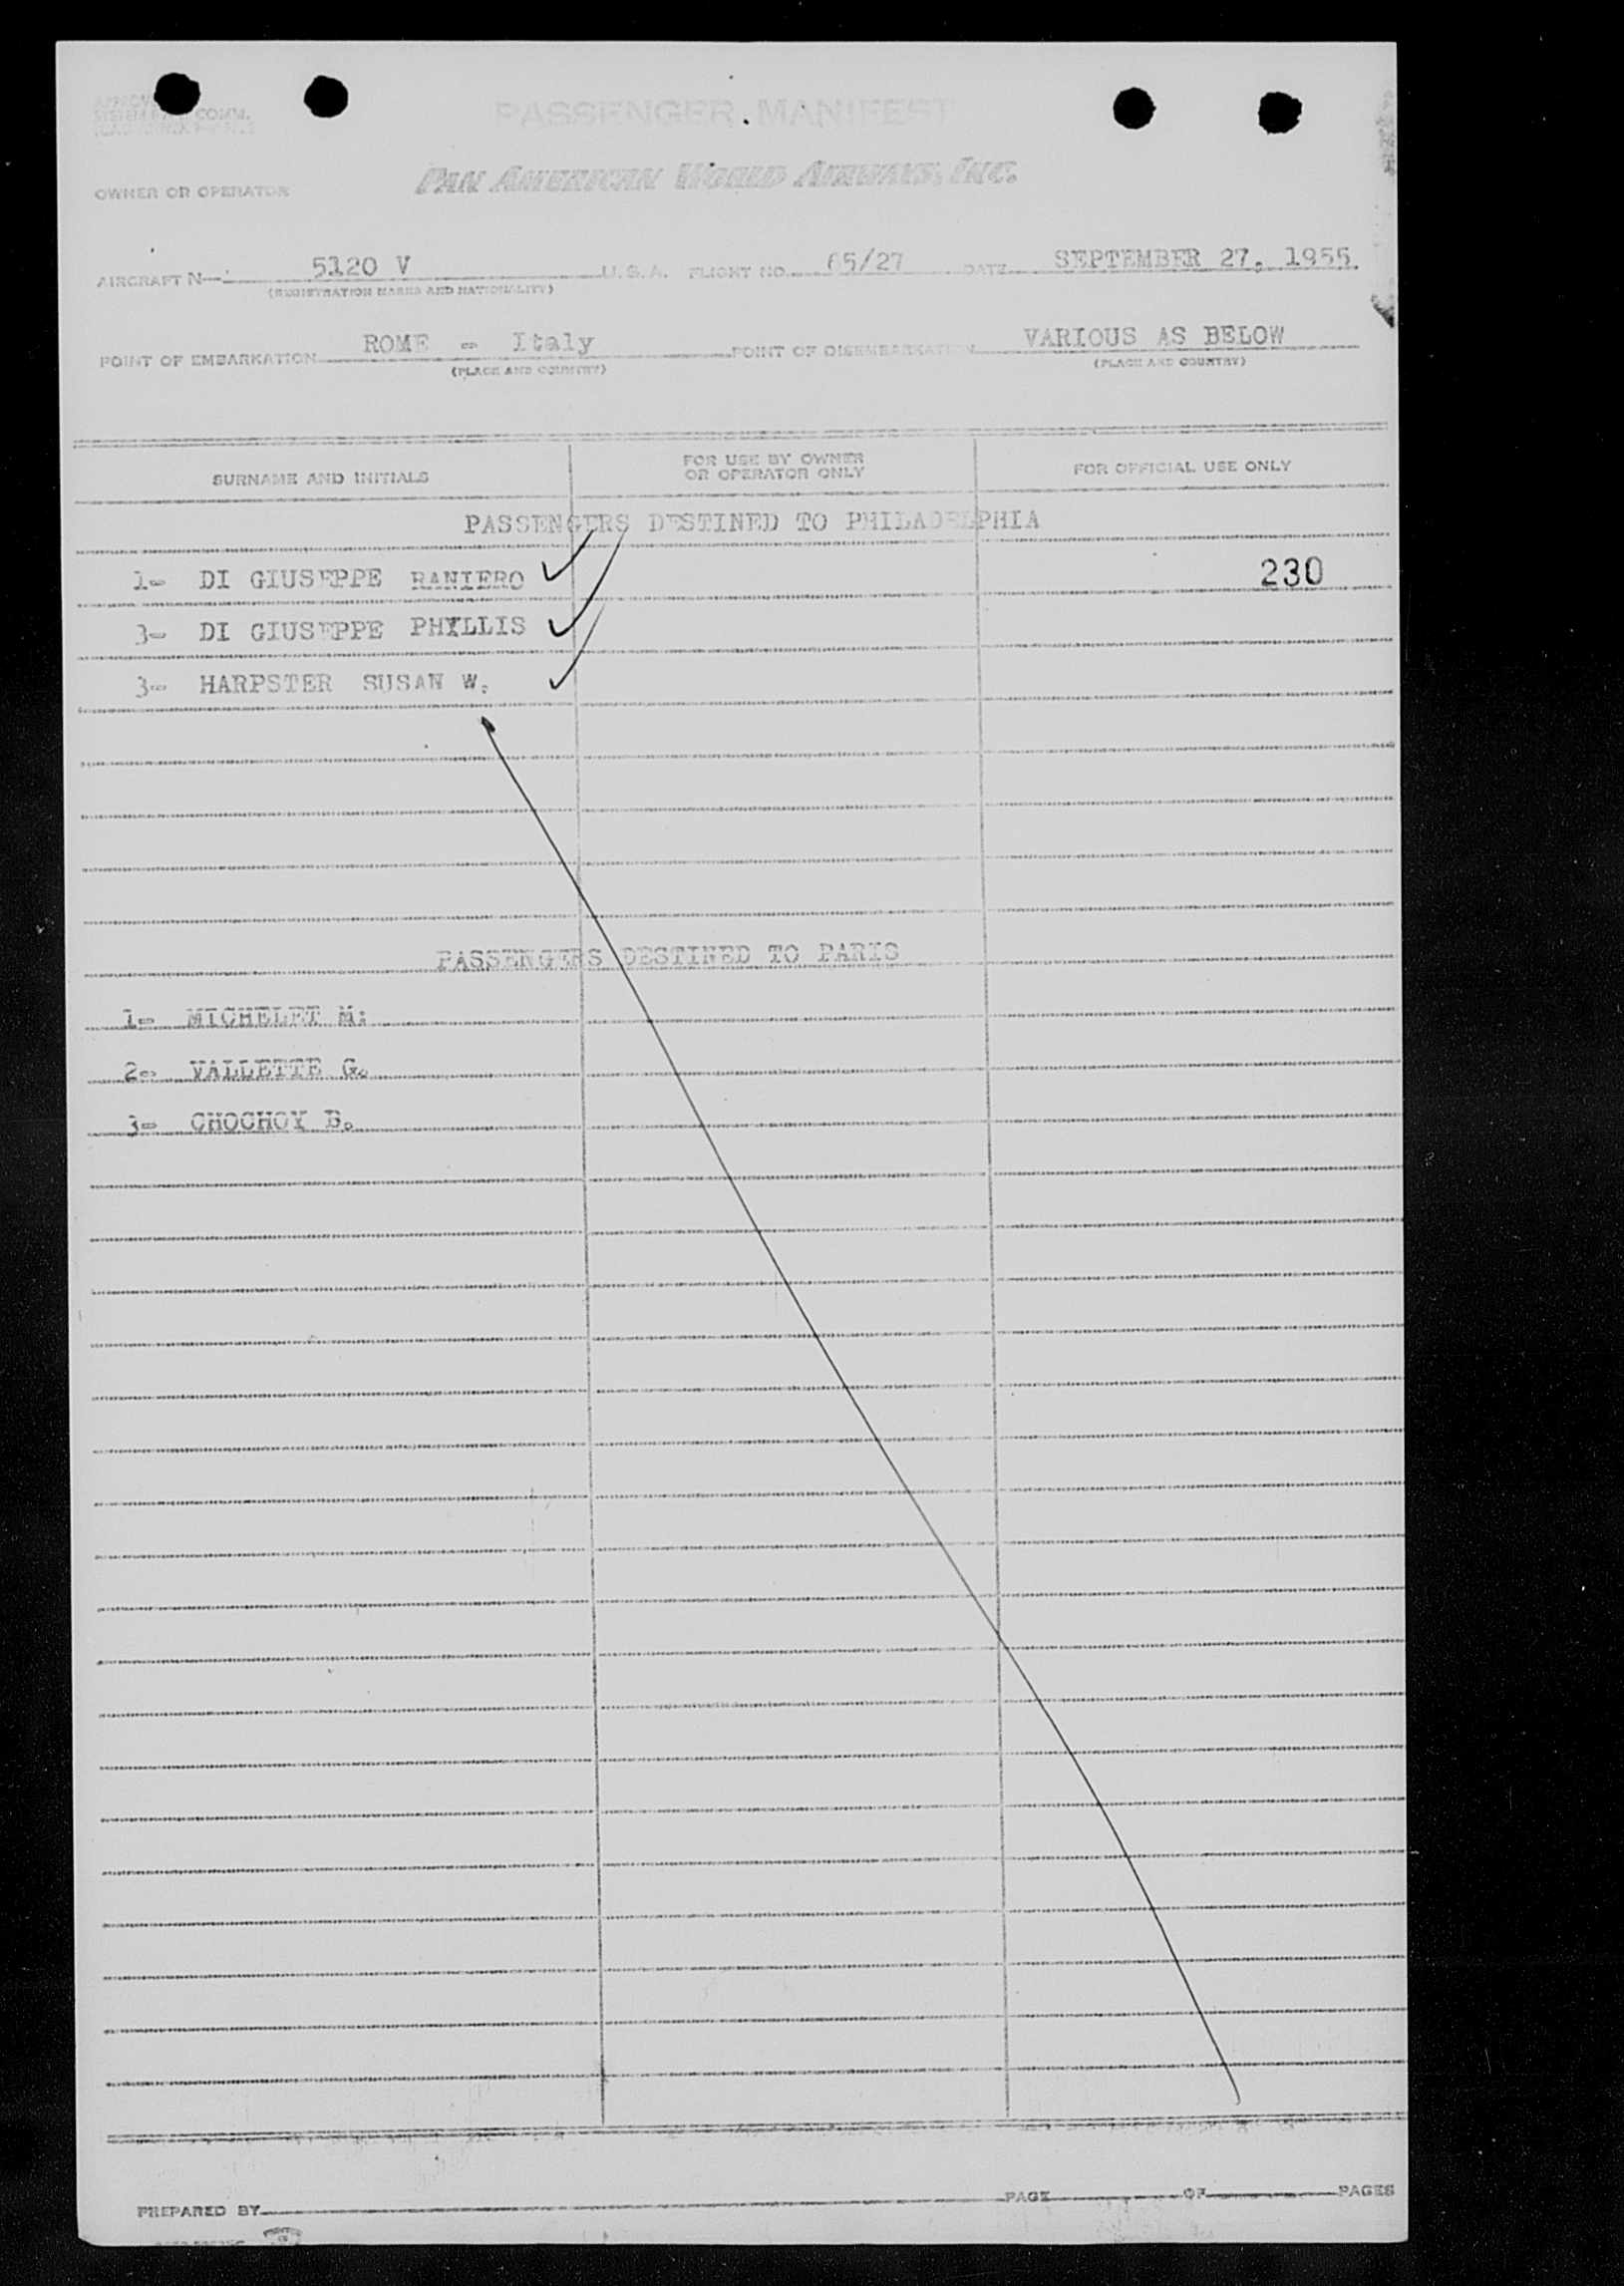 PASSENGER MANIFEST
OWNER OR OPERATOR PAN AMERICAN WORLD AIRWAYS, INC.
AIRCRAFT N 5120 V U.S.A. FLIGHT NO. 65/27 DATE SEPTEMBER 27, 1955.
(REGISTRATION MARKS AND NATIONALITY)
POINT OF EMBARKATION ROME - Italy POINT OF DISEMBARKATION VARIOUS AS BELOW
(PLACE AND COUNTRY) (PLACE AND COUNTRY)
SURNAME AND INITIALS FOR USE BY OWNER OR OPERATOR ONLY FOR OFFICIAL USE ONLY
PASSENGERS DESTINED TO PHILADELPHIA
1- DI GIUSEPPE RANIERO 230
3- DI GIUSEPPE PHYLLIS
3- HARPSTER SUSAN W.
PASSENGERS DESTINED TO PARIS
1- MICHELET M:
2- VALLETTE G.
3- CHOCHOY B.
PREPARED BY PAGE OF PAGES